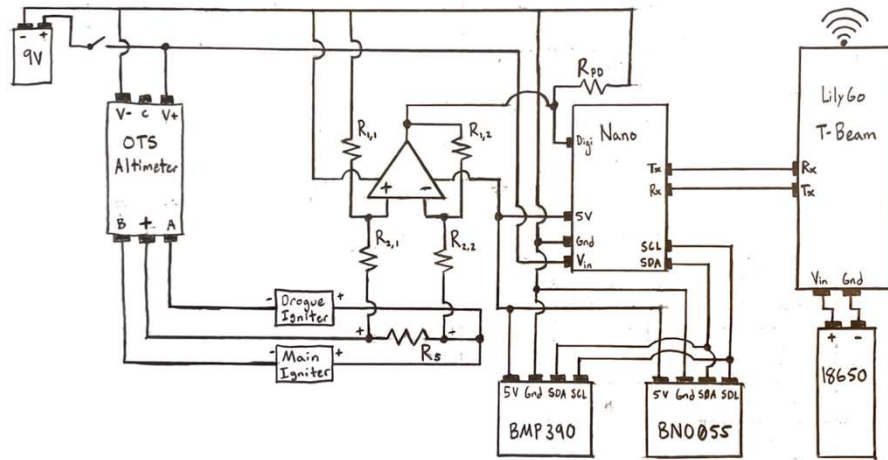 - +
9V
V- C V+
OTS
Altimeter
B + A
R1,1
R1,2
+ -
R2,1
R2,2
- Drogue Igniter +
+ R5 -
- Main Igniter +
RPD
Digi
Nano
Tx
Rx
5V
Gnd
Vin
SCL
SDA
LilyGo
T-Beam
Rx
Tx
Vin Gnd
+ -
18650
5V Gnd SDA SCL
BMP390
5V Gnd SDA SDL
BNO055